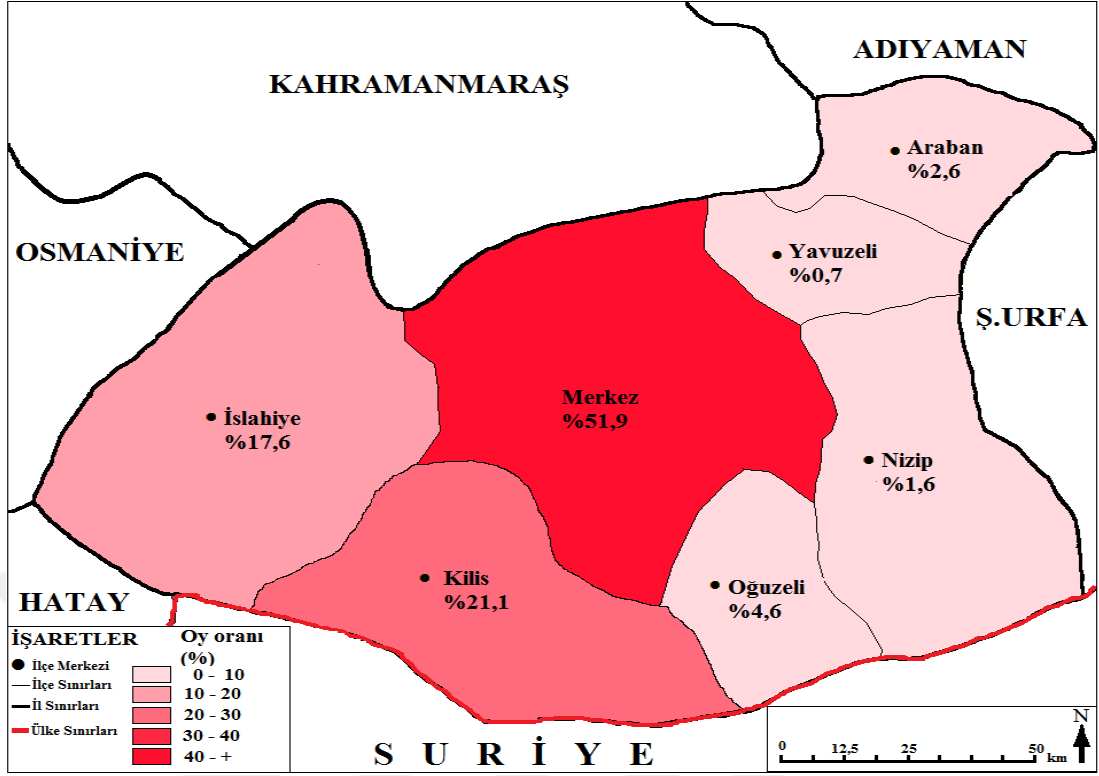 ADIYAMAN
KAHRAMANMARAŞ
Araban
%2,6
OSMANİYE
Yavuzeli
%0,7
Ş.URFA
Merkez
%51,9
İslahiye
%17,6
Nizip
%1,6
Kilis
%21,1
Oğuzeli
%4,6
HATAY
İŞARETLER
İlçe Merkezi
İlçe Sınırları
İl Sınırları
Ülke Sınırları
Oy oranı
(%)
0 - 10
10 - 20
20 - 30
30 - 40
40 - +
S U R İ Y E
N
0 12,5 25 50 km